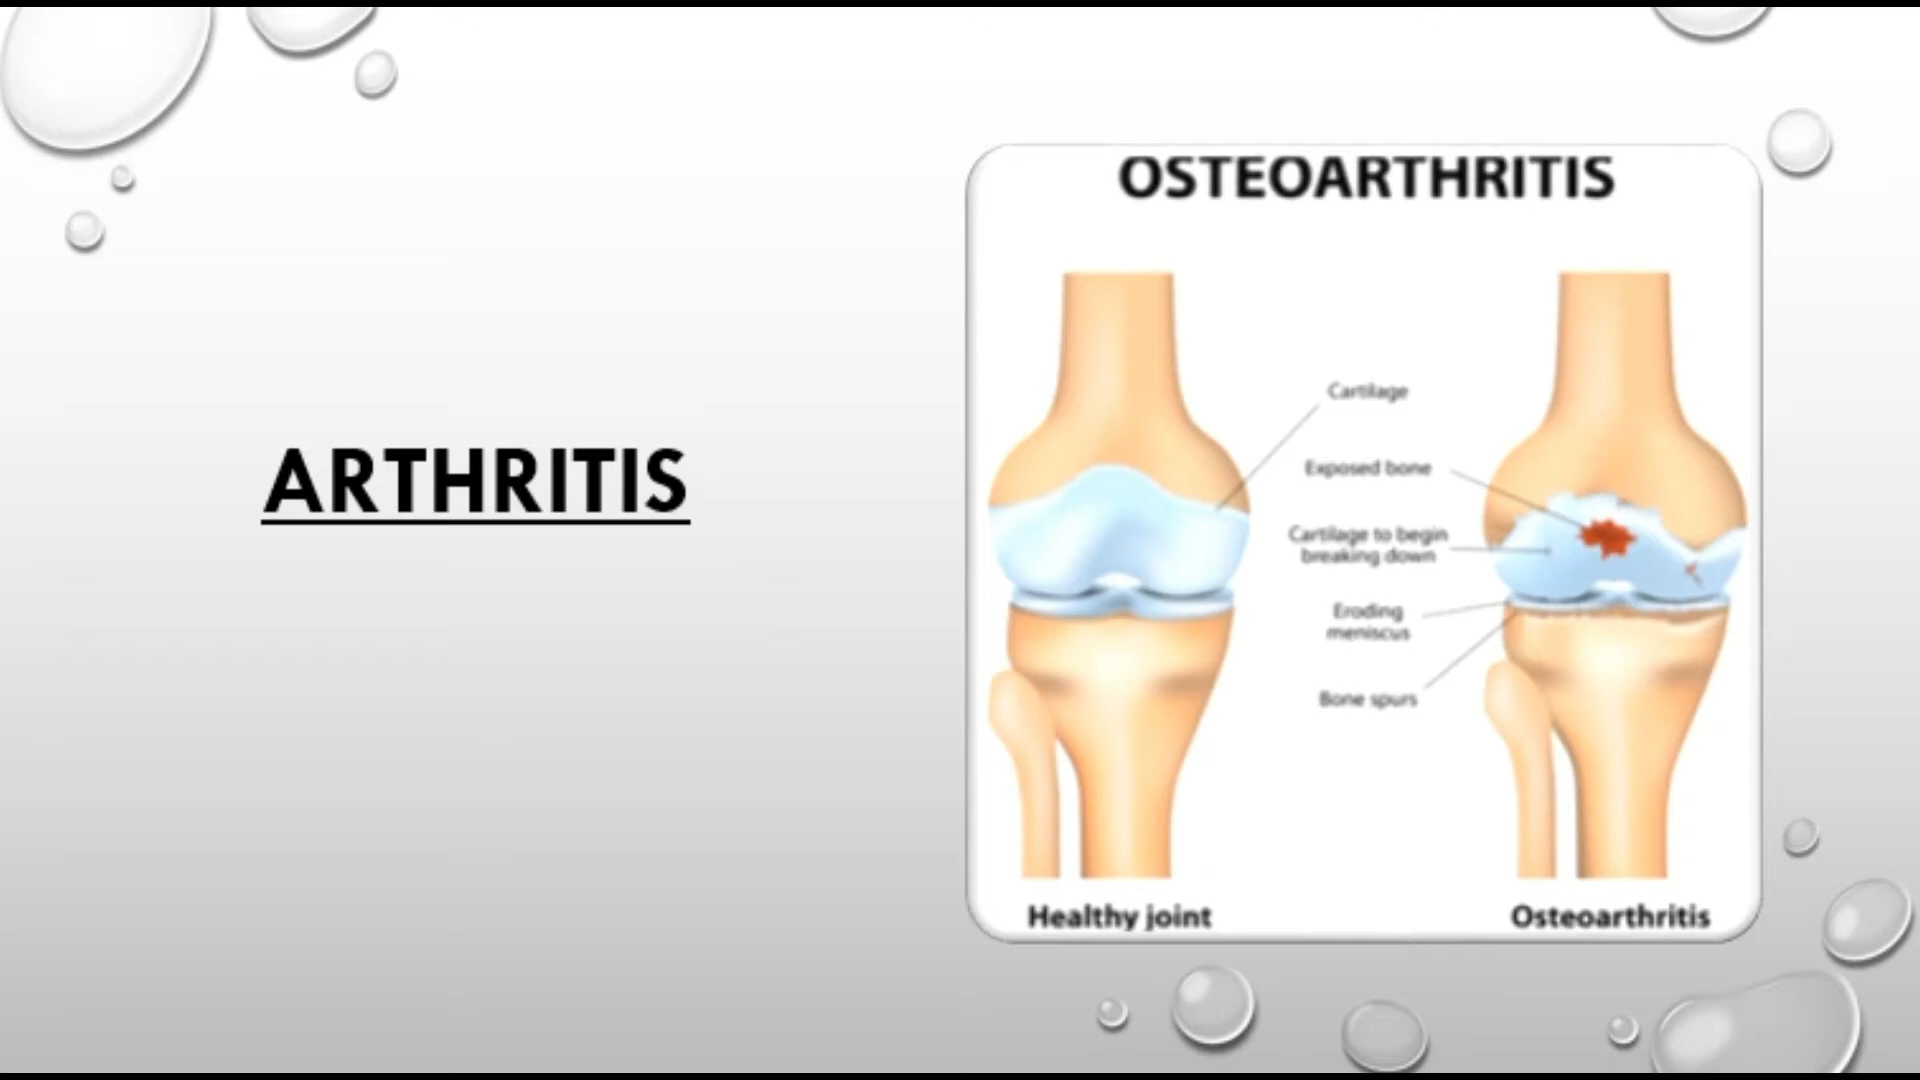 ARTHRITIS
OSTEOARTHRITIS
Cartilage
Exposed bone
Cartilage to begin
breaking down
Eroding
meniscus
Bone spurs
Healthy joint
Osteoarthritis